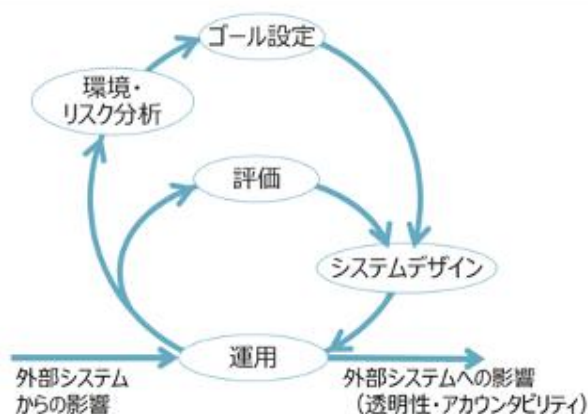 ゴール設定
環境・
リスク分析
評価
システムデザイン
運用
外部システム
からの影響
外部システムへの影響
（透明性・アカウンタビリティ）